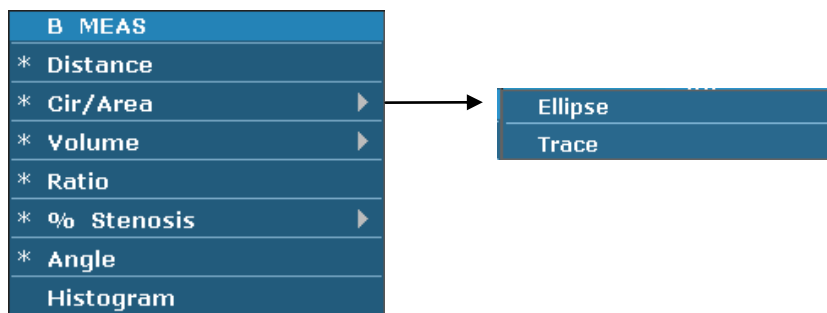 B MEAS
* Distance
* Cir/Area
* Volume
* Ratio
* % Stenosis
* Angle
Histogram
Ellipse
Trace